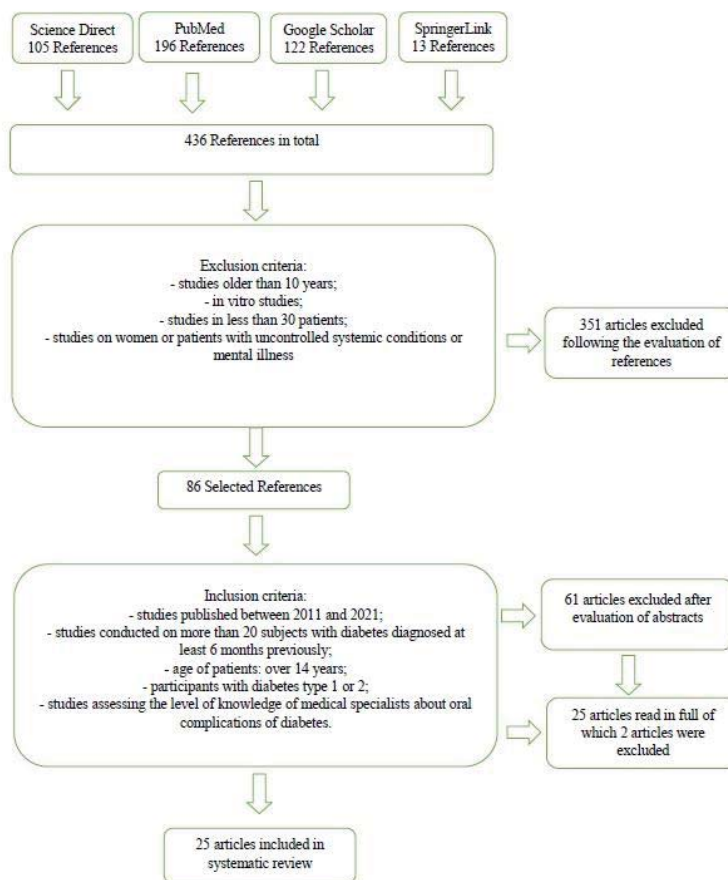 Science Direct
105 References
PubMed
196 References
Google Scholar
122 References
SpringerLink
13 References
436 References in total
Exclusion criteria:
- studies older than 10 years;
- in vitro studies;
- studies in less than 30 patients;
- studies on women or patients with uncontrolled systemic conditions or
mental illness
351 articles excluded
following the evaluation of
references
86 Selected References
Inclusion criteria:
- studies published between 2011 and 2021;
- studies conducted on more than 20 subjects with diabetes diagnosed at
least 6 months previously;
- age of patients: over 14 years;
- participants with diabetes type 1 or 2;
- studies assessing the level of knowledge of medical specialists about oral
complications of diabetes.
61 articles excluded after
evaluation of abstracts
25 articles read in full of
which 2 articles were
excluded
25 articles included in
systematic review